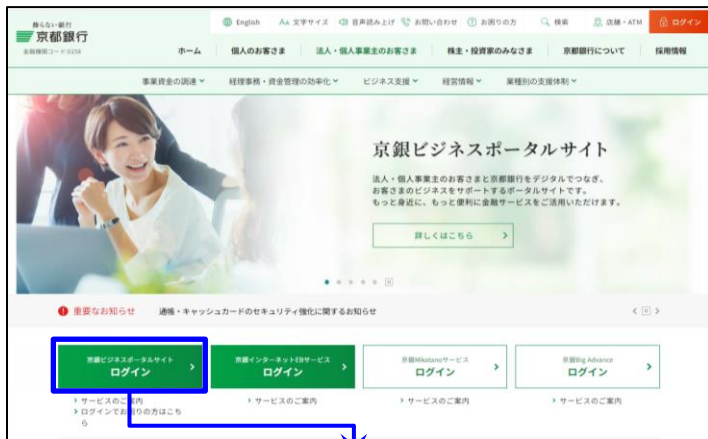 飾らない銀行
京都銀行
金融機関コード:0158
English Aa 文字サイズ 音声読み上げ お問い合わせ お困りの方 検索 店舗・ATM ログイン
ホーム 個人のお客さま 法人・個人事業主のお客さま 株主・投資家のみなさま 京都銀行について 採用情報
事業資金の調達 経理事務・資金管理の効率化 ビジネス支援 経営情報 業種別の支援体制
京銀ビジネスポータルサイト
法人・個人事業主のお客さまと京都銀行をデジタルでつなぎ、
お客さまのビジネスをサポートするポータルサイトです。
もっと身近に、もっと便利に金融サービスをご活用いただけます。
詳しくはこちら
重要なお知らせ 通帳・キャッシュカードのセキュリティ強化に関するお知らせ
京銀ビジネスポータルサイト
ログイン
京銀インターネットEBサービス
ログイン
京銀Mikatanoサービス
ログイン
京銀Big Advance
ログイン
サービスのご案内
ログインでお困りの方はこち
ら
サービスのご案内
サービスのご案内
サービスのご案内